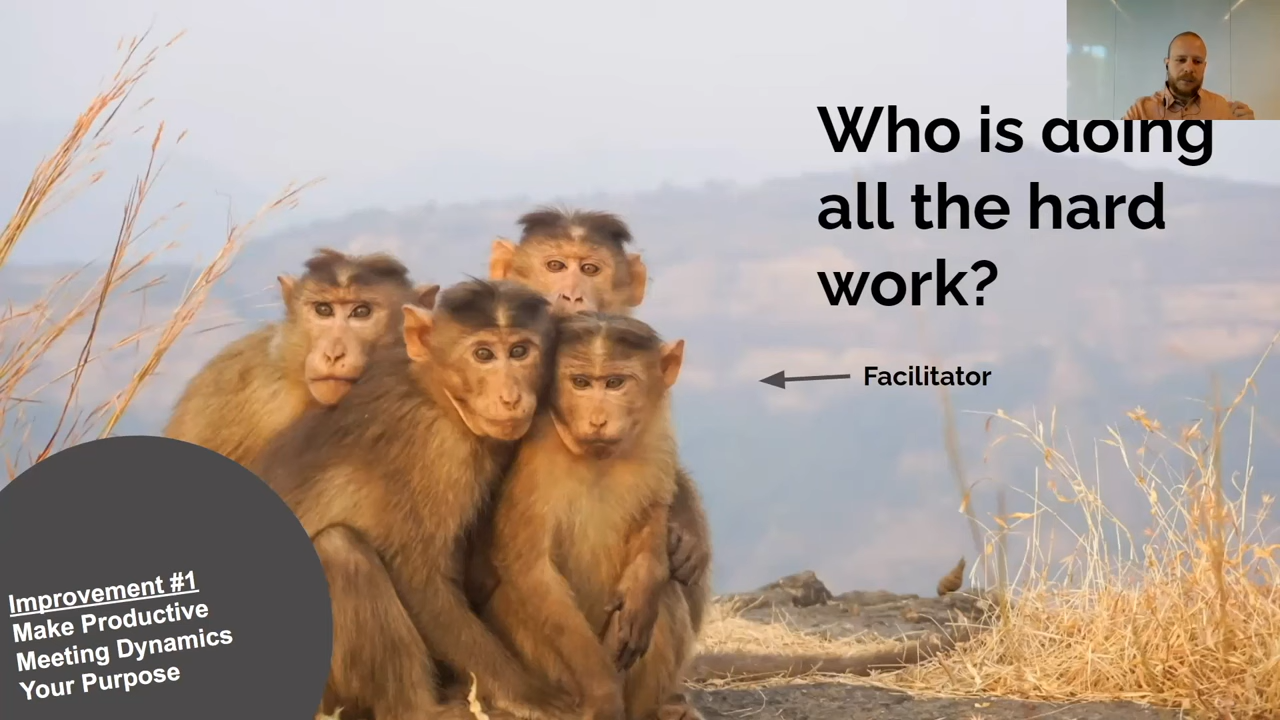 Who is doing
all the hard
work?
Facilitator
Improvement #1
Make Productive
Meeting Dynamics
Your Purpose